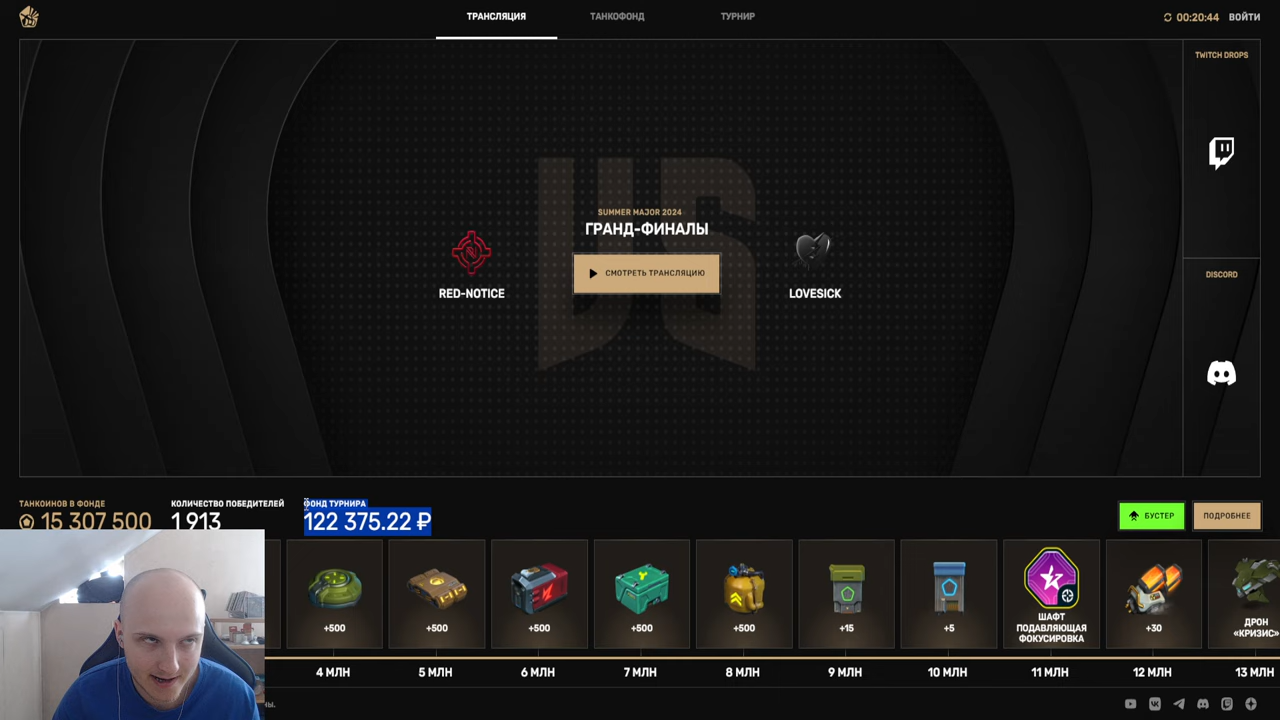 ТРАНСЛЯЦИЯ
ТАНКОФОНД
ТУРНИР
00:20:44
ВОЙТИ
TWITCH DROPS
SUMMER MAJOR 2024
ГРАНД-ФИНАЛЫ
СМОТРЕТЬ ТРАНСЛЯЦИЮ
RED-NOTICE
LOVESICK
DISCORD
ТАНКОИНОВ В ФОНДЕ
15 307 500
КОЛИЧЕСТВО ПОБЕДИТЕЛЕЙ
1 913
ФОНД ТУРНИРА
122 375.22 ₽
БУСТЕР
ПОДРОБНЕЕ
+500
+500
+500
+500
+500
+15
+5
ШАФТ
ПОДАВЛЯЮЩАЯ
ФОКУСИРОВКА
+30
ДРОН
«КРИЗИС»
4 МЛН
5 МЛН
6 МЛН
7 МЛН
8 МЛН
9 МЛН
10 МЛН
11 МЛН
12 МЛН
13 МЛН